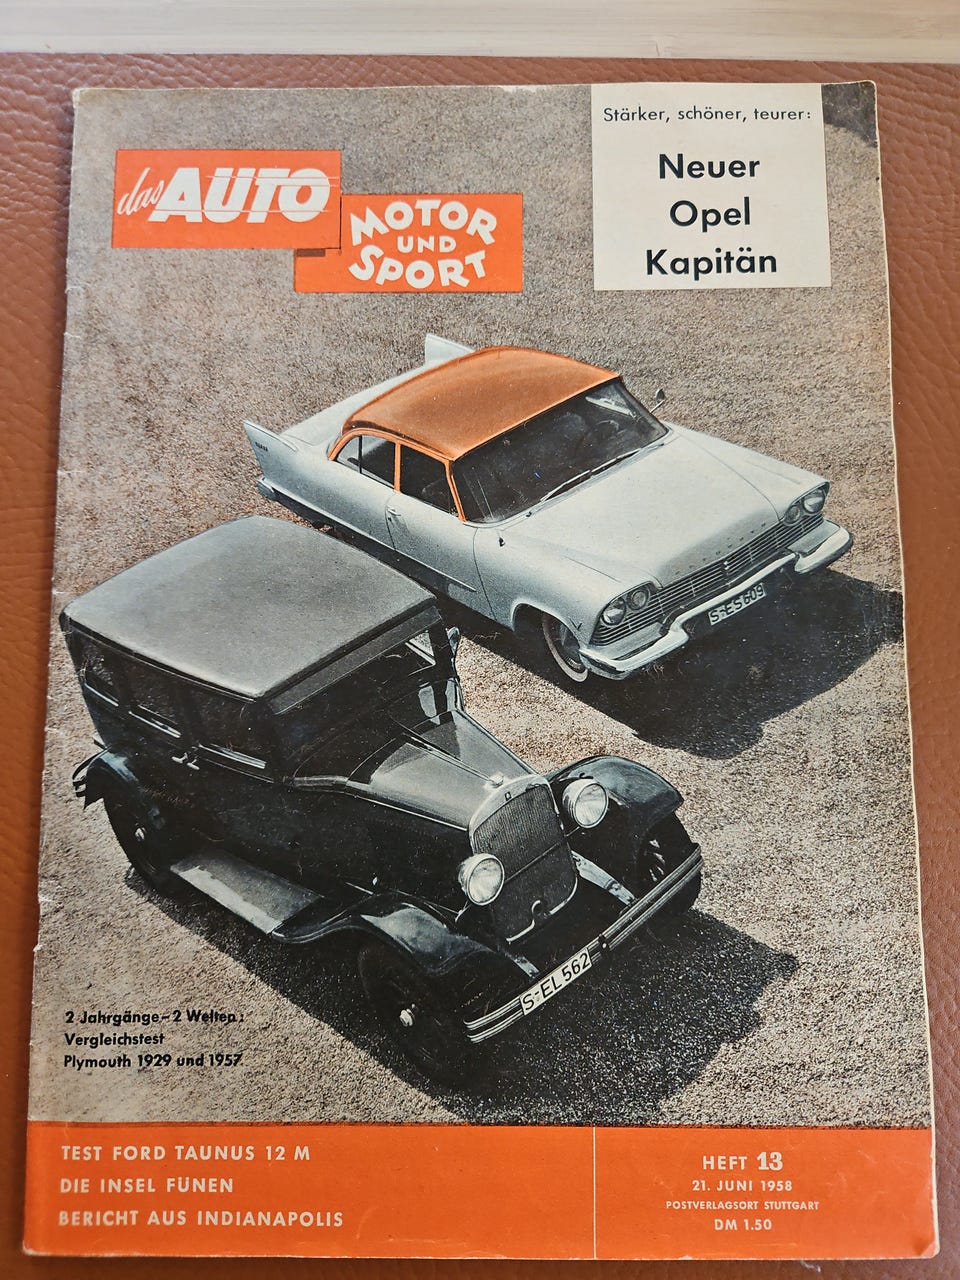 das AUTO
MOTOR
UND
SPORT
Stärker, schöner, teurer:
Neuer
Opel
Kapitän
S-ES 609
S-EL 562
2 Jahrgänge – 2 Welten:
Vergleichstest
Plymouth 1929 und 1957
TEST FORD TAUNUS 12 M
DIE INSEL FÜNEN
BERICHT AUS INDIANAPOLIS
HEFT 13
21. JUNI 1958
POSTVERLAGSORT STUTTGART
DM 1.50